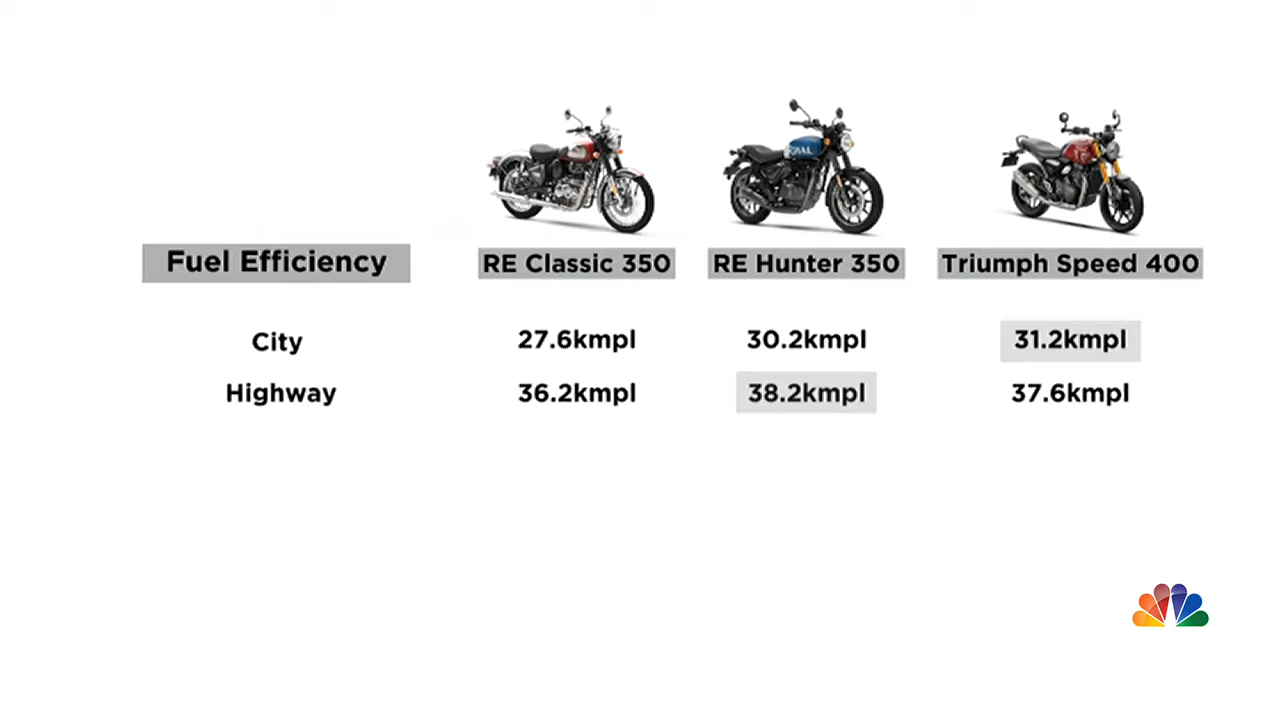 Fuel Efficiency RE Classic 350 RE Hunter 350 Triumph Speed 400
City 27.6kmpl 30.2kmpl 31.2kmpl
Highway 36.2kmpl 38.2kmpl 37.6kmpl